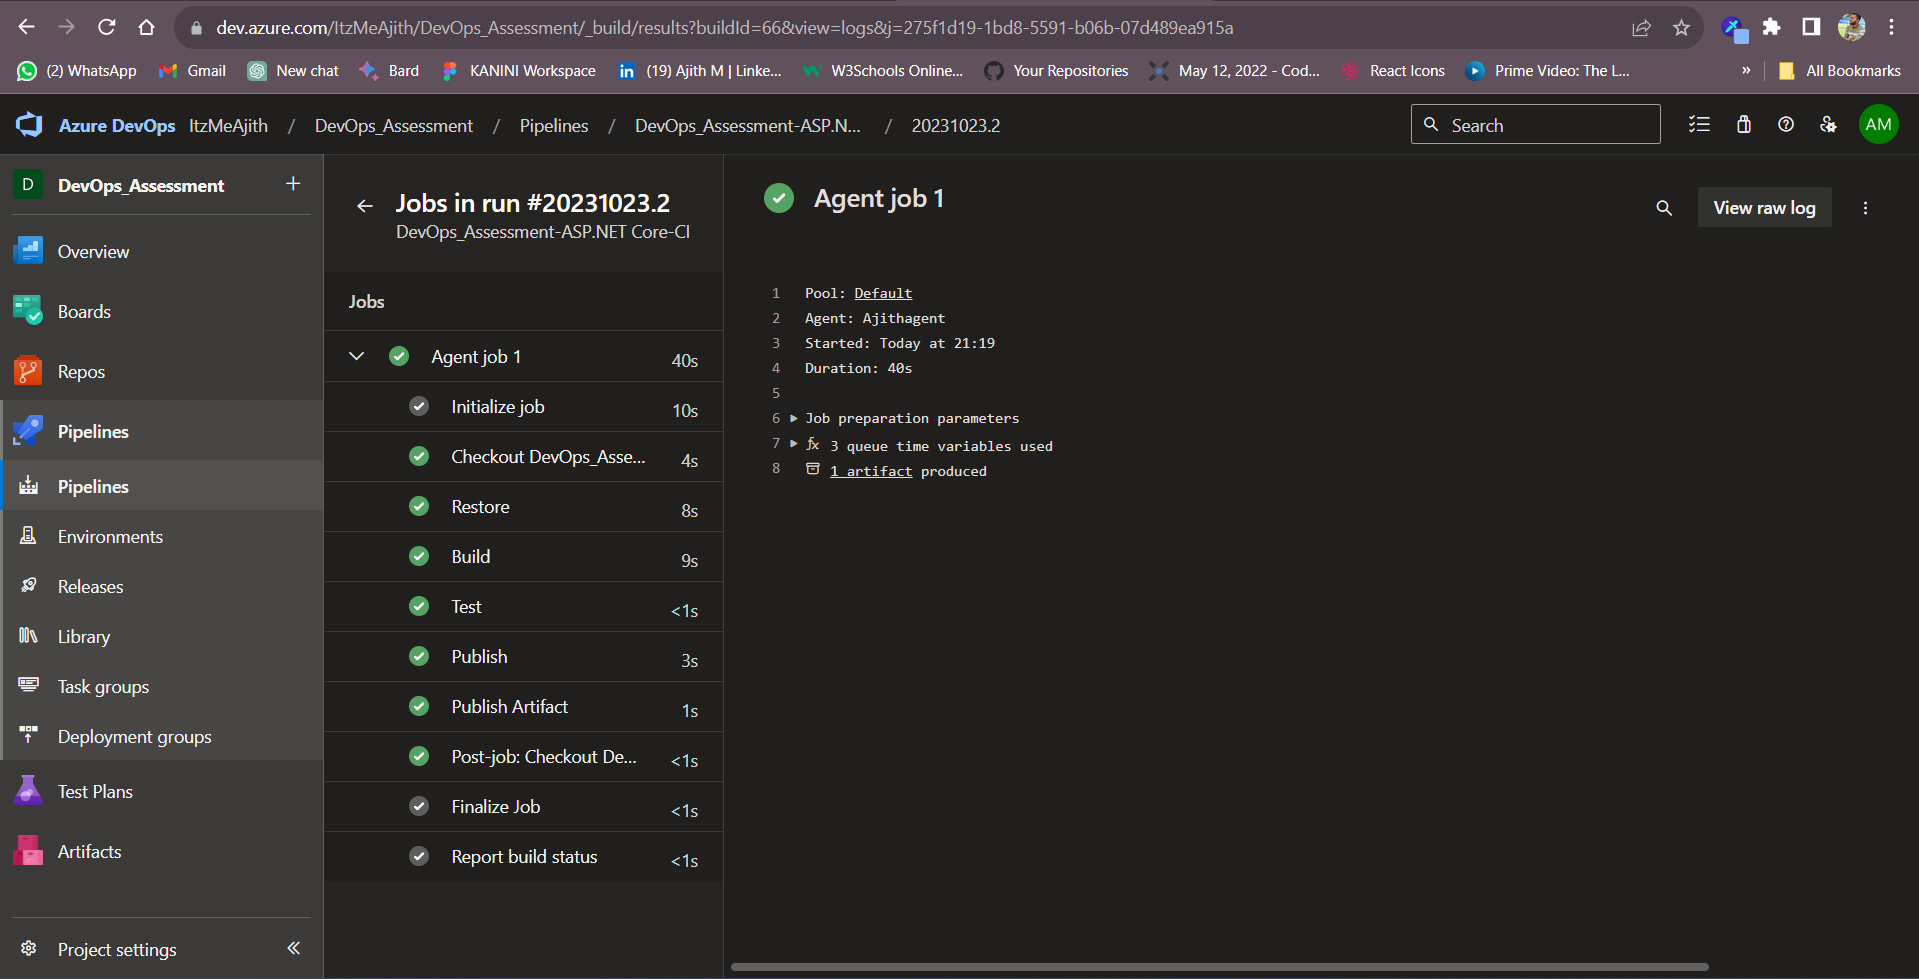 dev.azure.com/ItzMeAjith/DevOps_Assessment/_build/results?buildId=66&view=logs&j=275f1d19-1bd8-5591-b06b-07d489ea915a
(2) WhatsApp Gmail New chat Bard KANINI Workspace (19) Ajith M | Linke... W3Schools Online... Your Repositories May 12, 2022 - Cod... React Icons Prime Video: The L... » All Bookmarks
Azure DevOps ItzMeAjith / DevOps_Assessment / Pipelines / DevOps_Assessment-ASP.N... / 20231023.2 Search AM
D DevOps_Assessment +
Overview
Boards
Repos
Pipelines
Pipelines
Environments
Releases
Library
Task groups
Deployment groups
Test Plans
Artifacts
Project settings
Jobs in run #20231023.2
DevOps_Assessment-ASP.NET Core-CI
Jobs
Agent job 1 40s
Initialize job 10s
Checkout DevOps_Asse... 4s
Restore 8s
Build 9s
Test <1s
Publish 3s
Publish Artifact 1s
Post-job: Checkout De... <1s
Finalize Job <1s
Report build status <1s
Agent job 1
View raw log
1 Pool: Default
2 Agent: Ajithagent
3 Started: Today at 21:19
4 Duration: 40s
5
6 Job preparation parameters
7 fx 3 queue time variables used
8 1 artifact produced